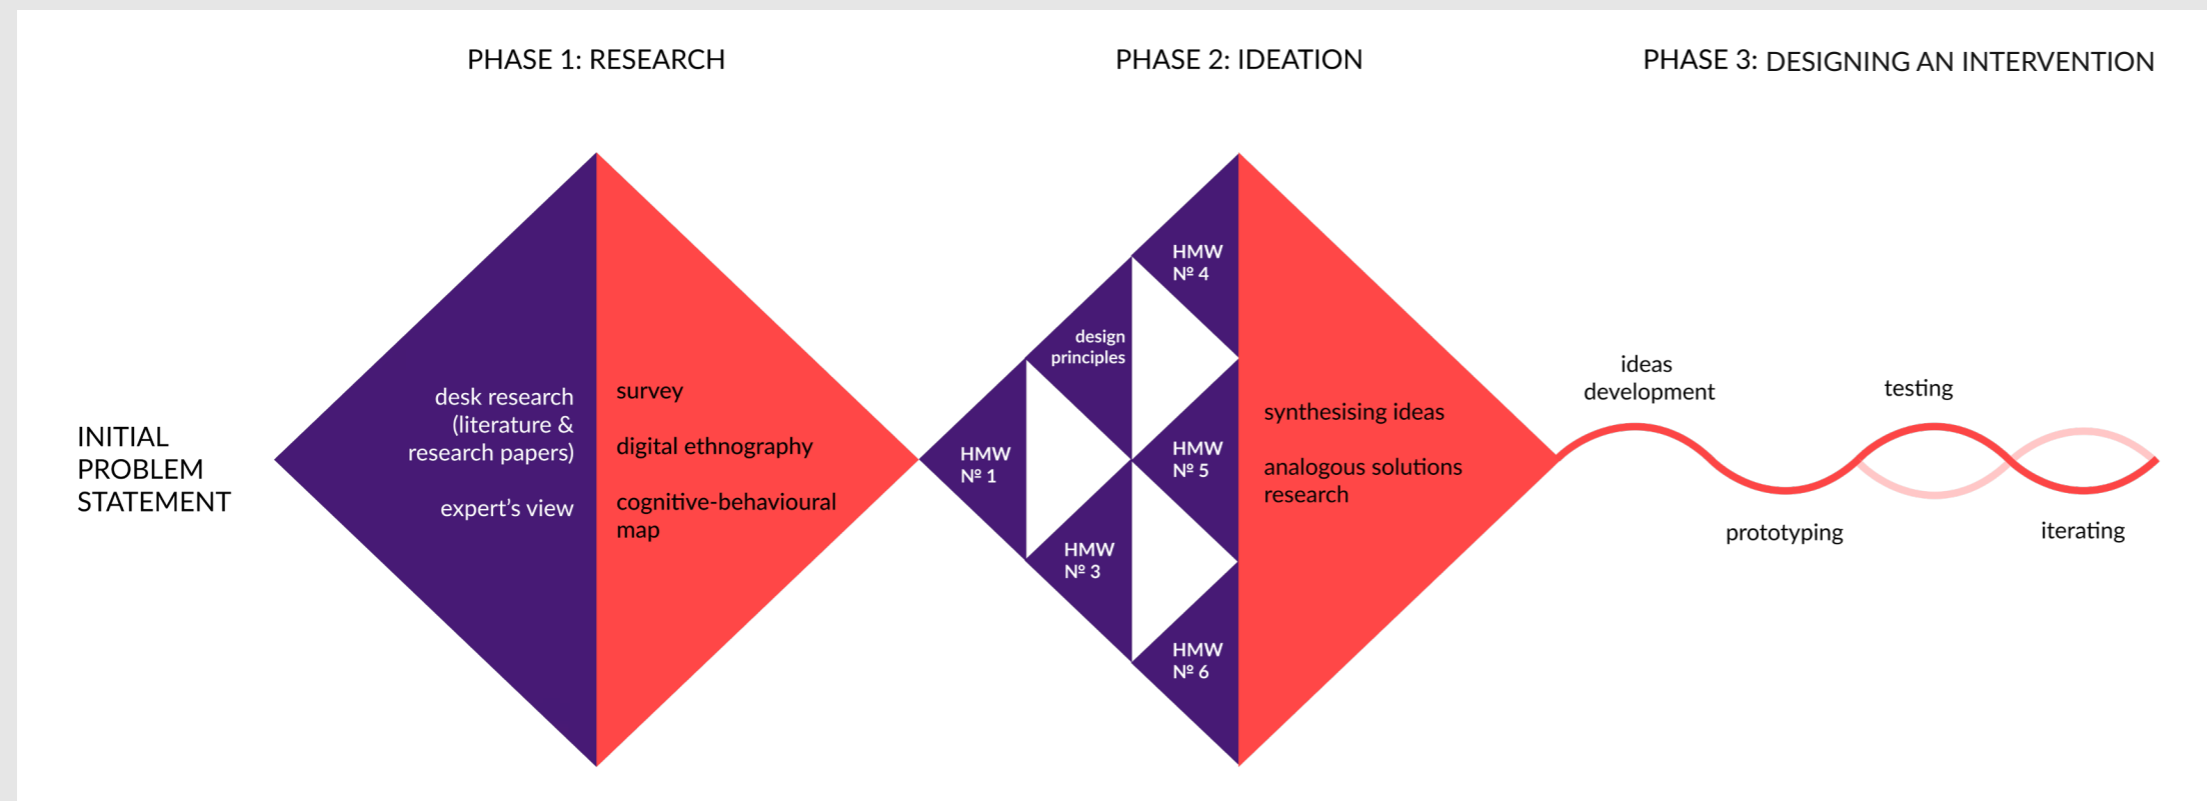 PHASE 1: RESEARCH
PHASE 2: IDEATION
PHASE 3: DESIGNING AN INTERVENTION
INITIAL
PROBLEM
STATEMENT
desk research
(literature &
research papers)
expert's view
survey
digital ethnography
cognitive-behavioural
map
HMW
Nº 1
design
principles
HMW
Nº 3
HMW
Nº 4
HMW
Nº 5
HMW
Nº 6
synthesising ideas
analogous solutions
research
ideas
development
prototyping
testing
iterating